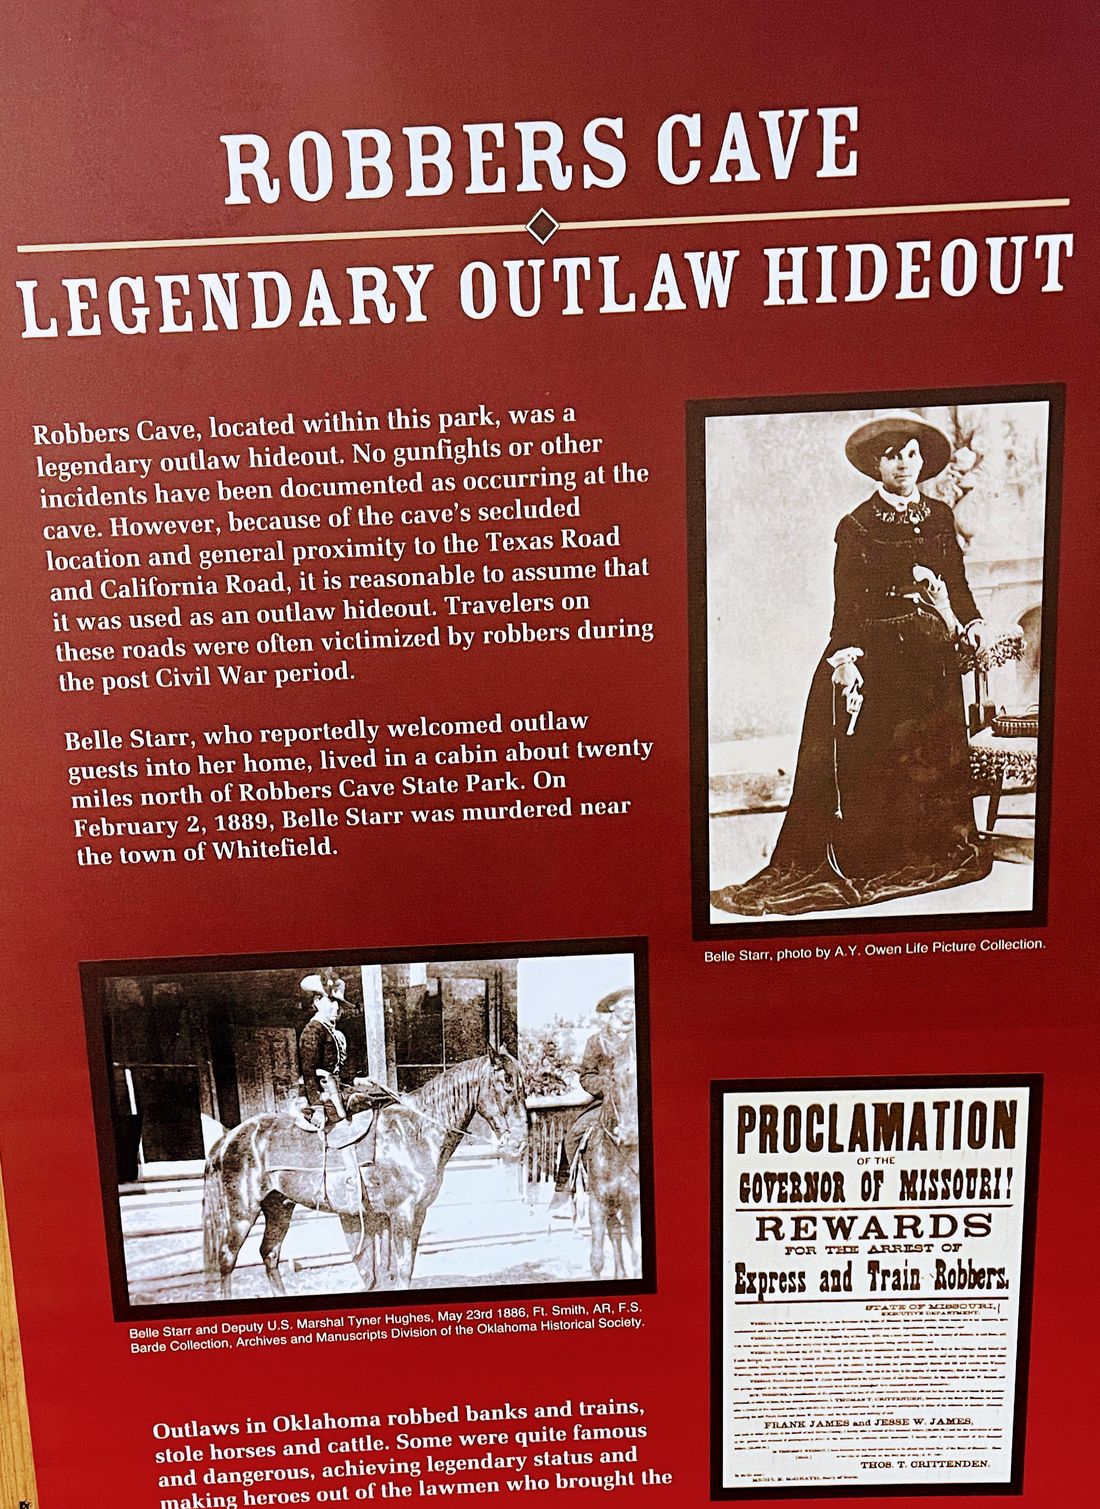 ROBBERS CAVE
LEGENDARY OUTLAW HIDEOUT
Robbers Cave, located within this park, was a
legendary outlaw hideout. No gunfights or other
incidents have been documented as occurring at the
cave. However, because of the cave's secluded
location and general proximity to the Texas Road
and California Road, it is reasonable to assume that
it was used as an outlaw hideout. Travelers on
these roads were often victimized by robbers during
the post Civil War period.
Belle Starr, who reportedly welcomed outlaw
guests into her home, lived in a cabin about twenty
miles north of Robbers Cave State Park. On
February 2, 1889, Belle Starr was murdered near
the town of Whitefield.
Belle Starr, photo by A.Y. Owen Life Picture Collection.
Belle Starr and Deputy U.S. Marshal Tyner Hughes, May 23rd 1886, Ft. Smith, AR, F.S.
Barde Collection, Archives and Manuscripts Division of the Oklahoma Historical Society.
PROCLAMATION
OF THE
GOVERNOR OF MISSOURI!
REWARDS
FOR THE ARREST OF
Express and Train Robbers.
STATE OF MISSOURI,
EXECUTIVE DEPARTMENT.
FRANK JAMES and JESSE W. JAMES,
THOS. T. CRITTENDEN.
Outlaws in Oklahoma robbed banks and trains,
stole horses and cattle. Some were quite famous
and dangerous, achieving legendary status and
making heroes out of the lawmen who brought the